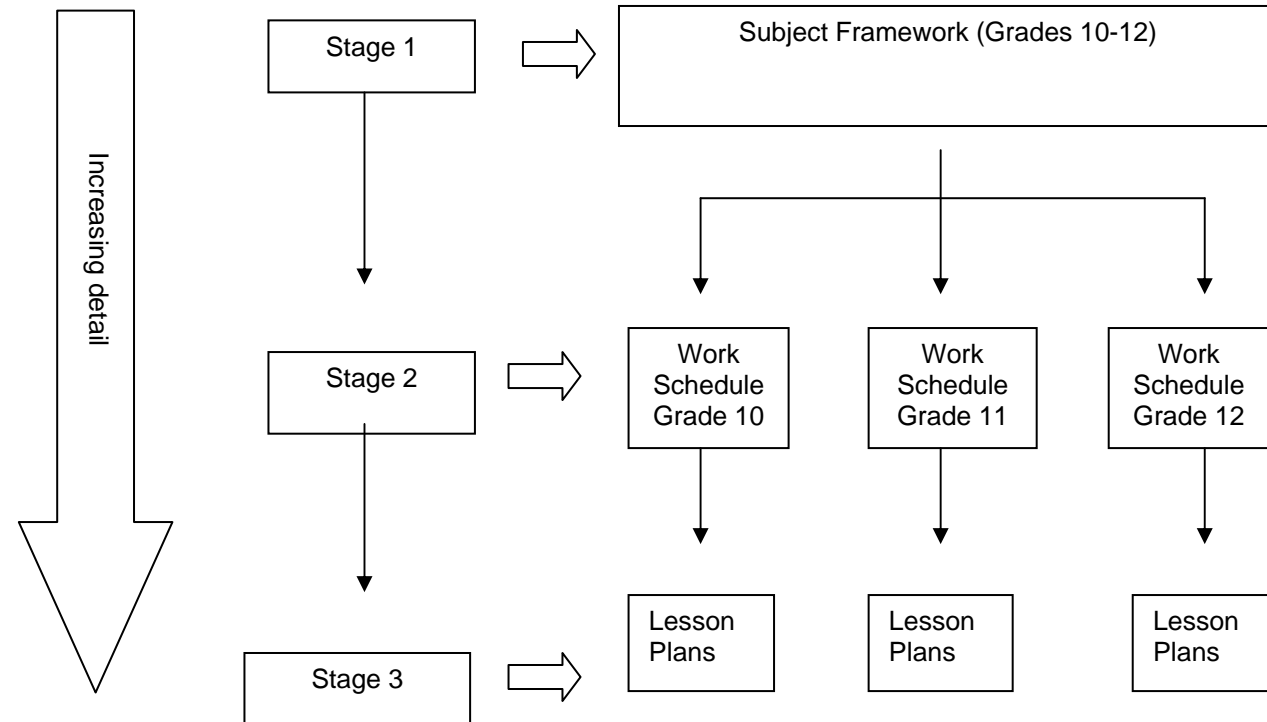 Stage 1
Subject Framework (Grades 10-12)
Increasing detail
Stage 2
Work
Schedule
Grade 10
Work
Schedule
Grade 11
Work
Schedule
Grade 12
Stage 3
Lesson
Plans
Lesson
Plans
Lesson
Plans